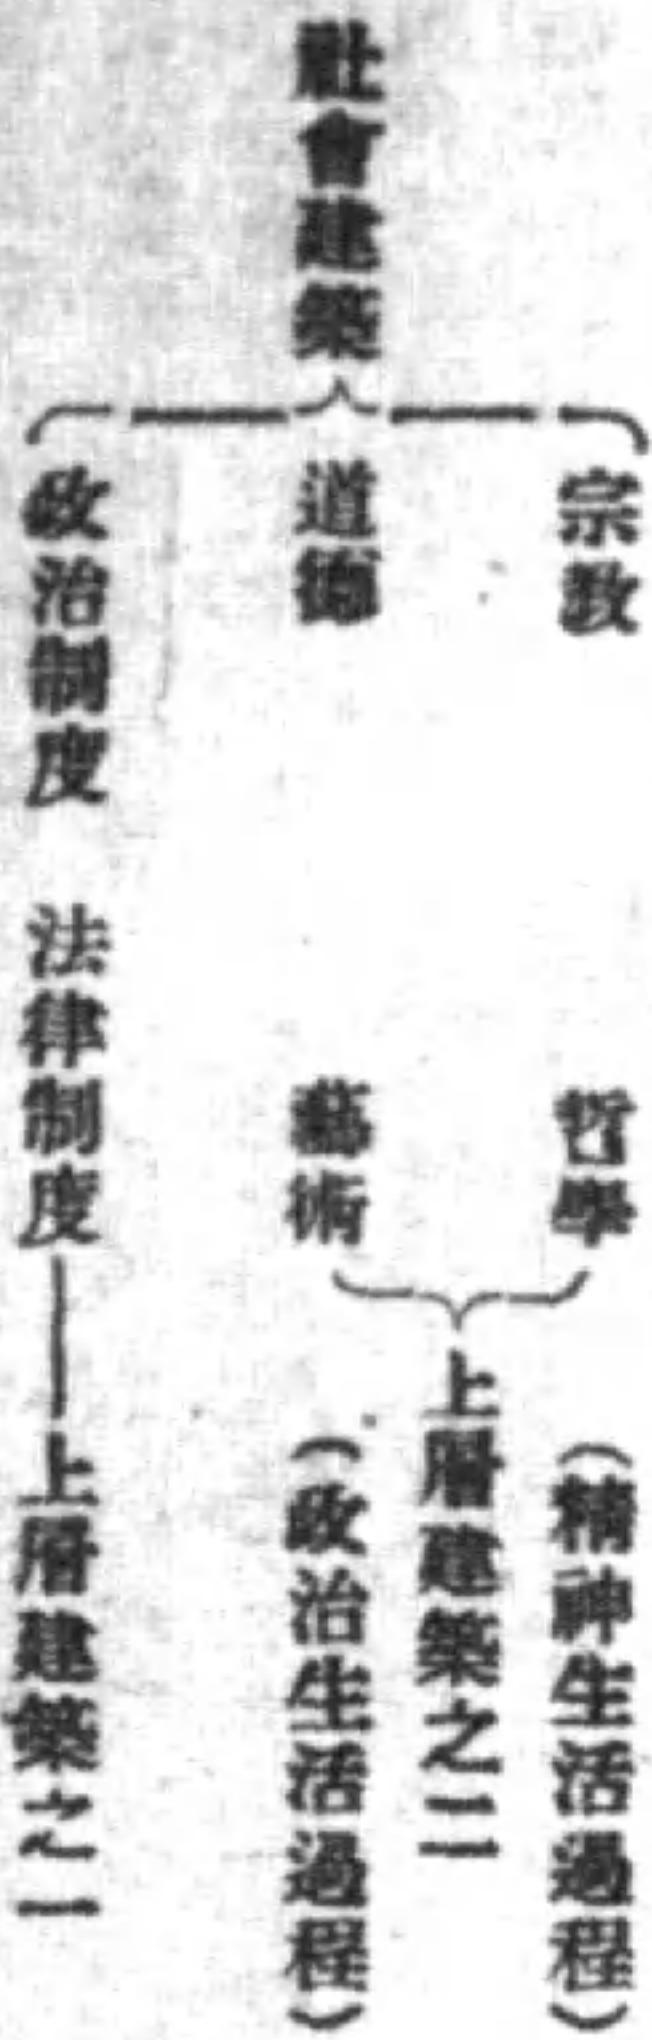 宗教 哲學 (精神生活過程)
上層建築之二
社會建築 道德 藝術 (政治生活過程)
政治制度 法律制度——上層建築之一